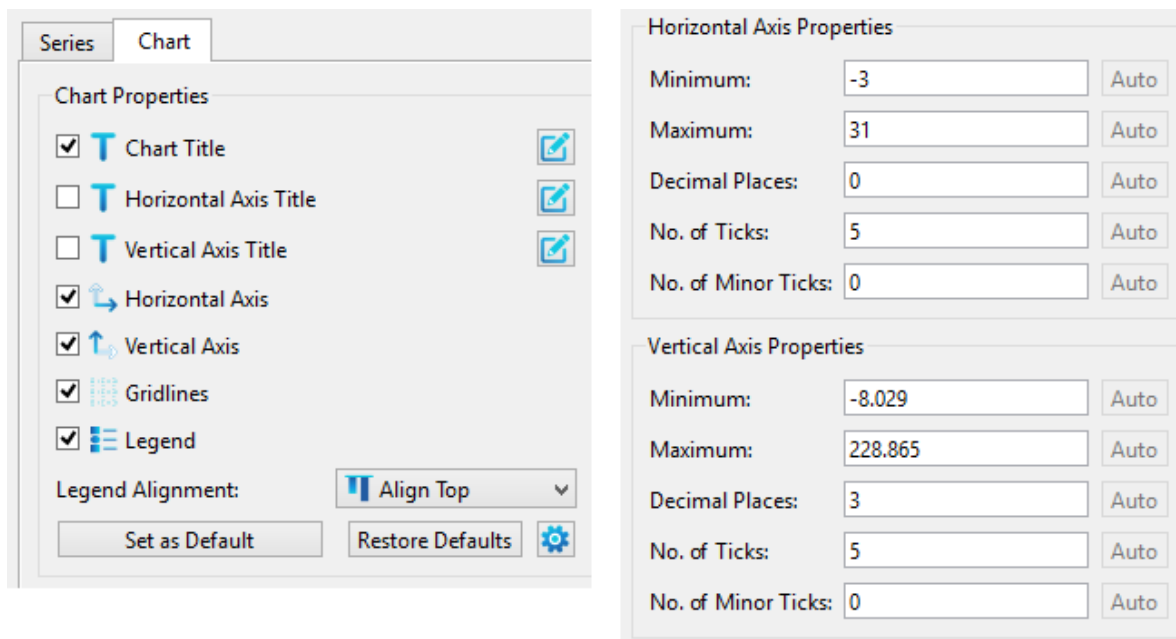 Series Chart
Chart Properties
Chart Title
Horizontal Axis Title
Vertical Axis Title
Horizontal Axis
Vertical Axis
Gridlines
Legend
Legend Alignment: Align Top
Set as Default Restore Defaults
Horizontal Axis Properties
Minimum: -3 Auto
Maximum: 31 Auto
Decimal Places: 0 Auto
No. of Ticks: 5 Auto
No. of Minor Ticks: 0 Auto
Vertical Axis Properties
Minimum: -8.029 Auto
Maximum: 228.865 Auto
Decimal Places: 3 Auto
No. of Ticks: 5 Auto
No. of Minor Ticks: 0 Auto